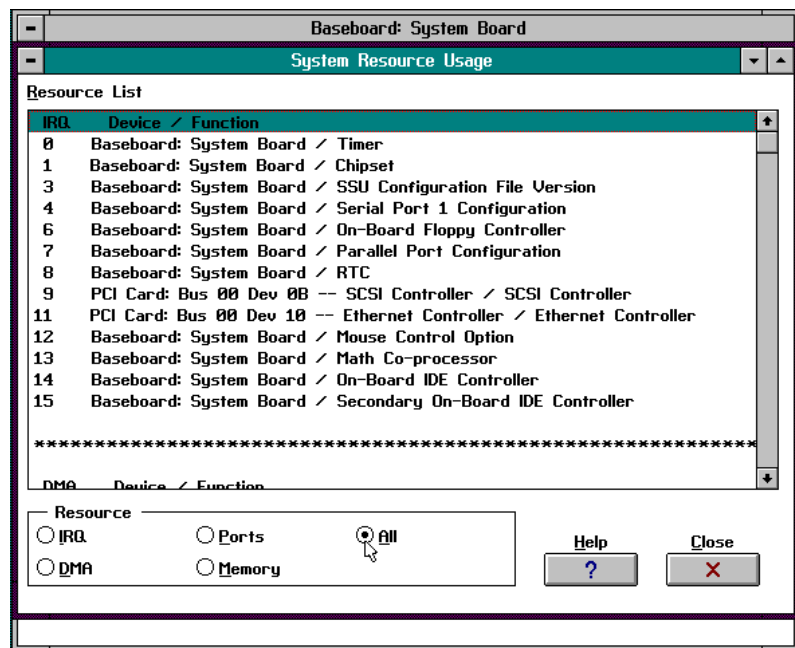 Baseboard: System Board
System Resource Usage
Resource List
IRQ Device / Function
0 Baseboard: System Board / Timer
1 Baseboard: System Board / Chipset
3 Baseboard: System Board / SSU Configuration File Version
4 Baseboard: System Board / Serial Port 1 Configuration
6 Baseboard: System Board / On-Board Floppy Controller
7 Baseboard: System Board / Parallel Port Configuration
8 Baseboard: System Board / RTC
9 PCI Card: Bus 00 Dev 0B -- SCSI Controller / SCSI Controller
11 PCI Card: Bus 00 Dev 10 -- Ethernet Controller / Ethernet Controller
12 Baseboard: System Board / Mouse Control Option
13 Baseboard: System Board / Math Co-processor
14 Baseboard: System Board / On-Board IDE Controller
15 Baseboard: System Board / Secondary On-Board IDE Controller
************************************************************
DMA Device / Function
Resource
IRQ Ports All
DMA Memory
Help Close
? X